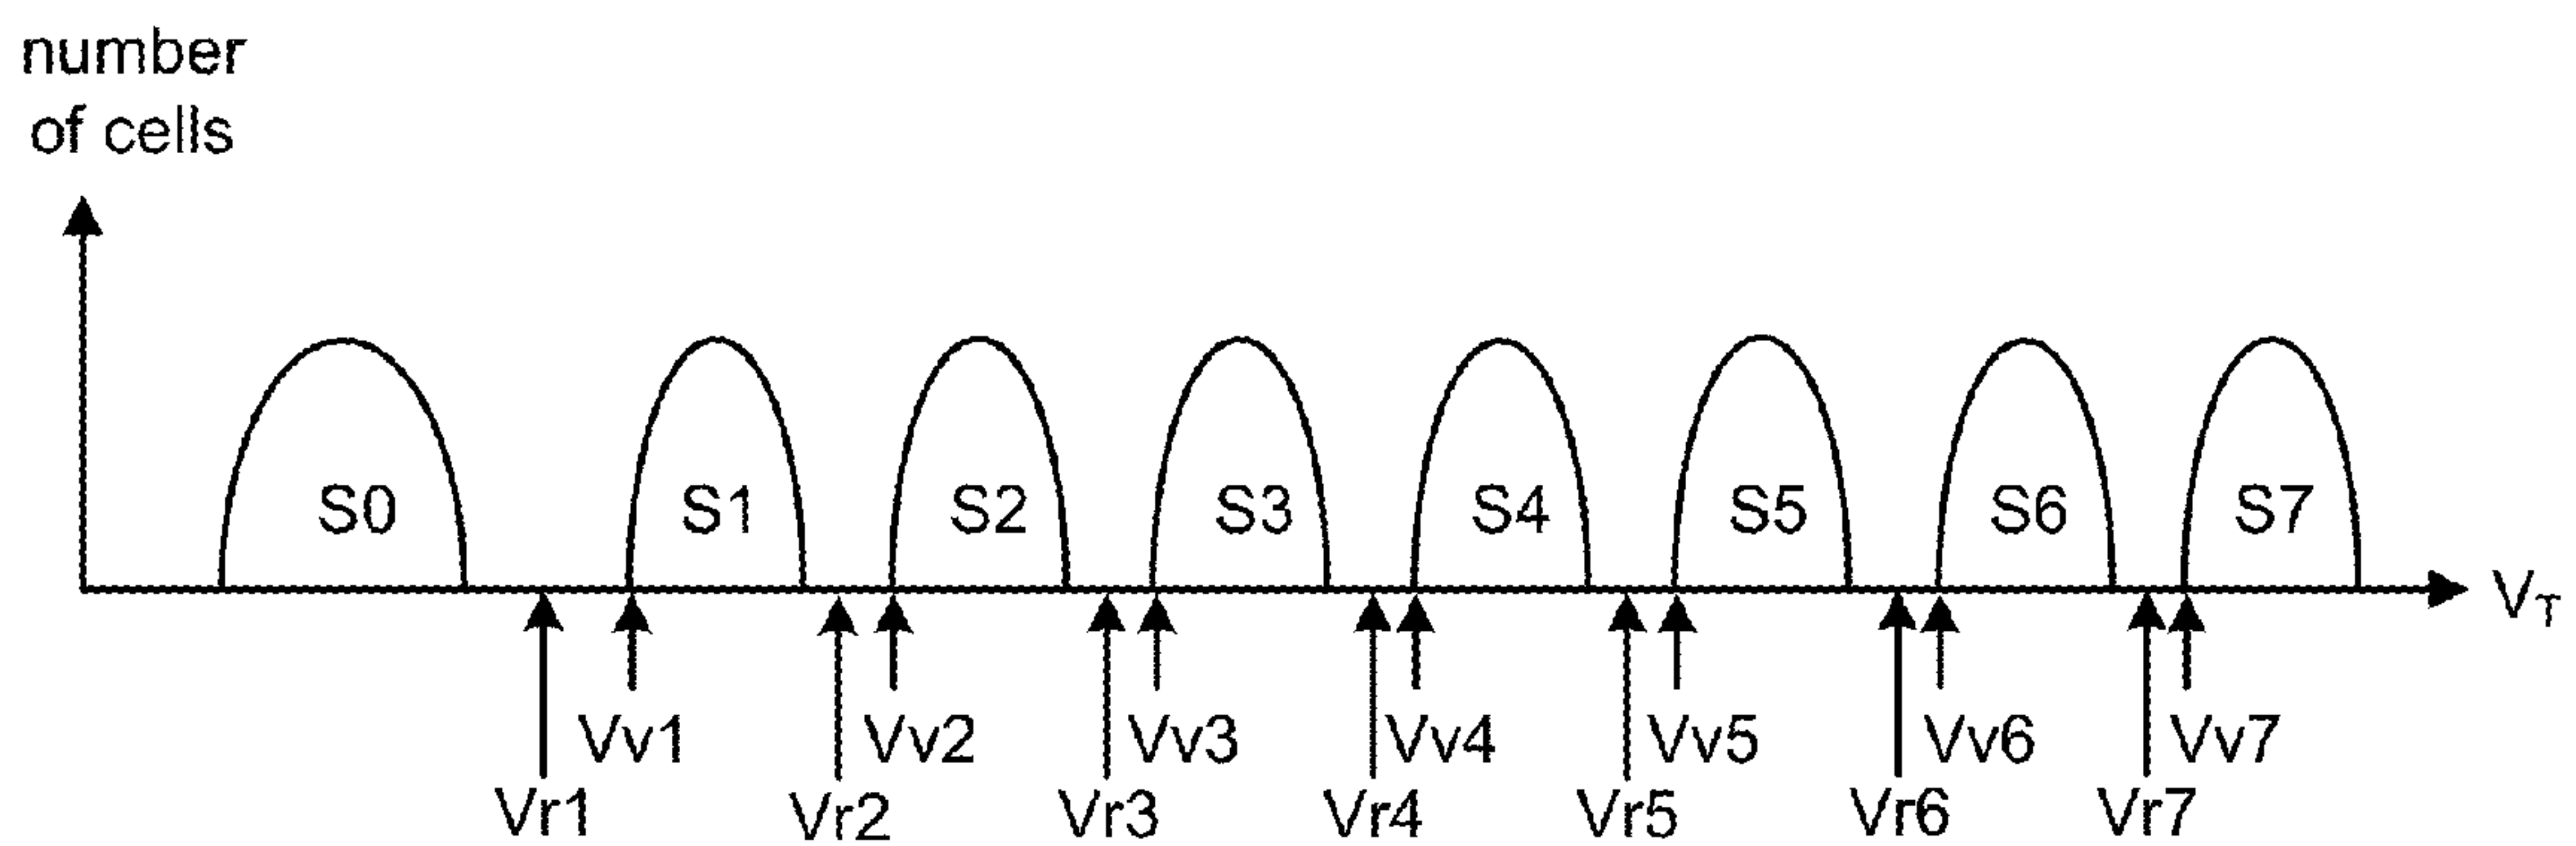 number
of cells
S0 S1 S2 S3 S4 S5 S6 S7
V_T
Vv1 Vv2 Vv3 Vv4 Vv5 Vv6 Vv7
Vr1 Vr2 Vr3 Vr4 Vr5 Vr6 Vr7